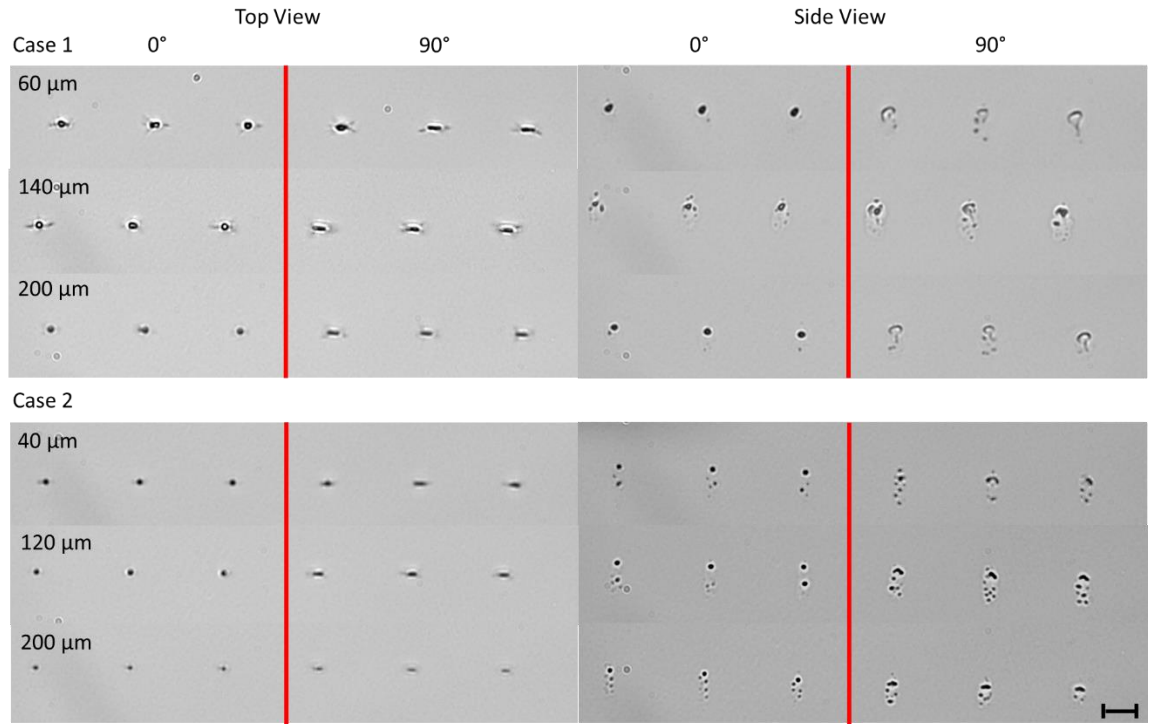 Top View Side View
Case 1 0° 90° 0° 90°
60 µm
140 µm
200 µm
Case 2
40 µm
120 µm
200 µm